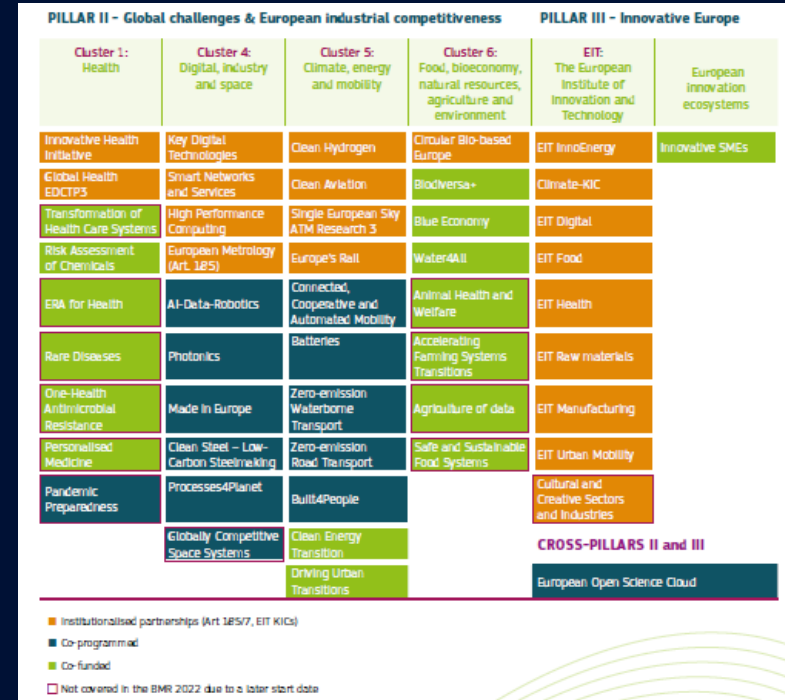 PILLAR II - Global challenges & European industrial competitiveness
PILLAR III - Innovative Europe
Cluster 1:
Health
Cluster 4:
Digital, industry
and space
Cluster 5:
Climate, energy
and mobility
Cluster 6:
Food, bioeconomy,
natural resources,
agriculture and
environment
EIT:
The European
Institute of
Innovation and
Technology
European
innovation
ecosystems
Innovative Health
Initiative
Global Health
EDCTP3
Transformation of
Health Care Systems
Risk Assessment
of Chemicals
ERA for Health
Rare Diseases
One-Health
Antimicrobial
Resistance
Personalised
Medicine
Pandemic
Preparedness
Key Digital
Technologies
Smart Networks
and Services
High Performance
Computing
European Metrology
(Art. 185)
AI-Data-Robotics
Photonics
Made in Europe
Clean Steel – Low-
Carbon Steelmaking
Processes4Planet
Globally Competitive
Space Systems
Clean Hydrogen
Clean Aviation
Single European Sky
ATM Research 3
Europe's Rail
Connected,
Cooperative and
Automated Mobility
Batteries
Zero-emission
Waterborne
Transport
Zero-emission
Road Transport
Built4People
Clean Energy
Transition
Driving Urban
Transitions
Circular Bio-based
Europe
Biodiversa+
Blue Economy
Water4All
Animal Health and
Welfare
Accelerating
Farming Systems
Transitions
Agriculture of data
Safe and Sustainable
Food Systems
EIT InnoEnergy
Climate-KIC
EIT Digital
EIT Food
EIT Health
EIT Raw materials
EIT Manufacturing
EIT Urban Mobility
Cultural and
Creative Sectors
and Industries
Innovative SMEs
CROSS-PILLARS II and III
European Open Science Cloud
Institutionalised partnerships (Art 185/7, EIT KICs)
Co-programmed
Co-funded
Not covered in the BMR 2022 due to a later start date